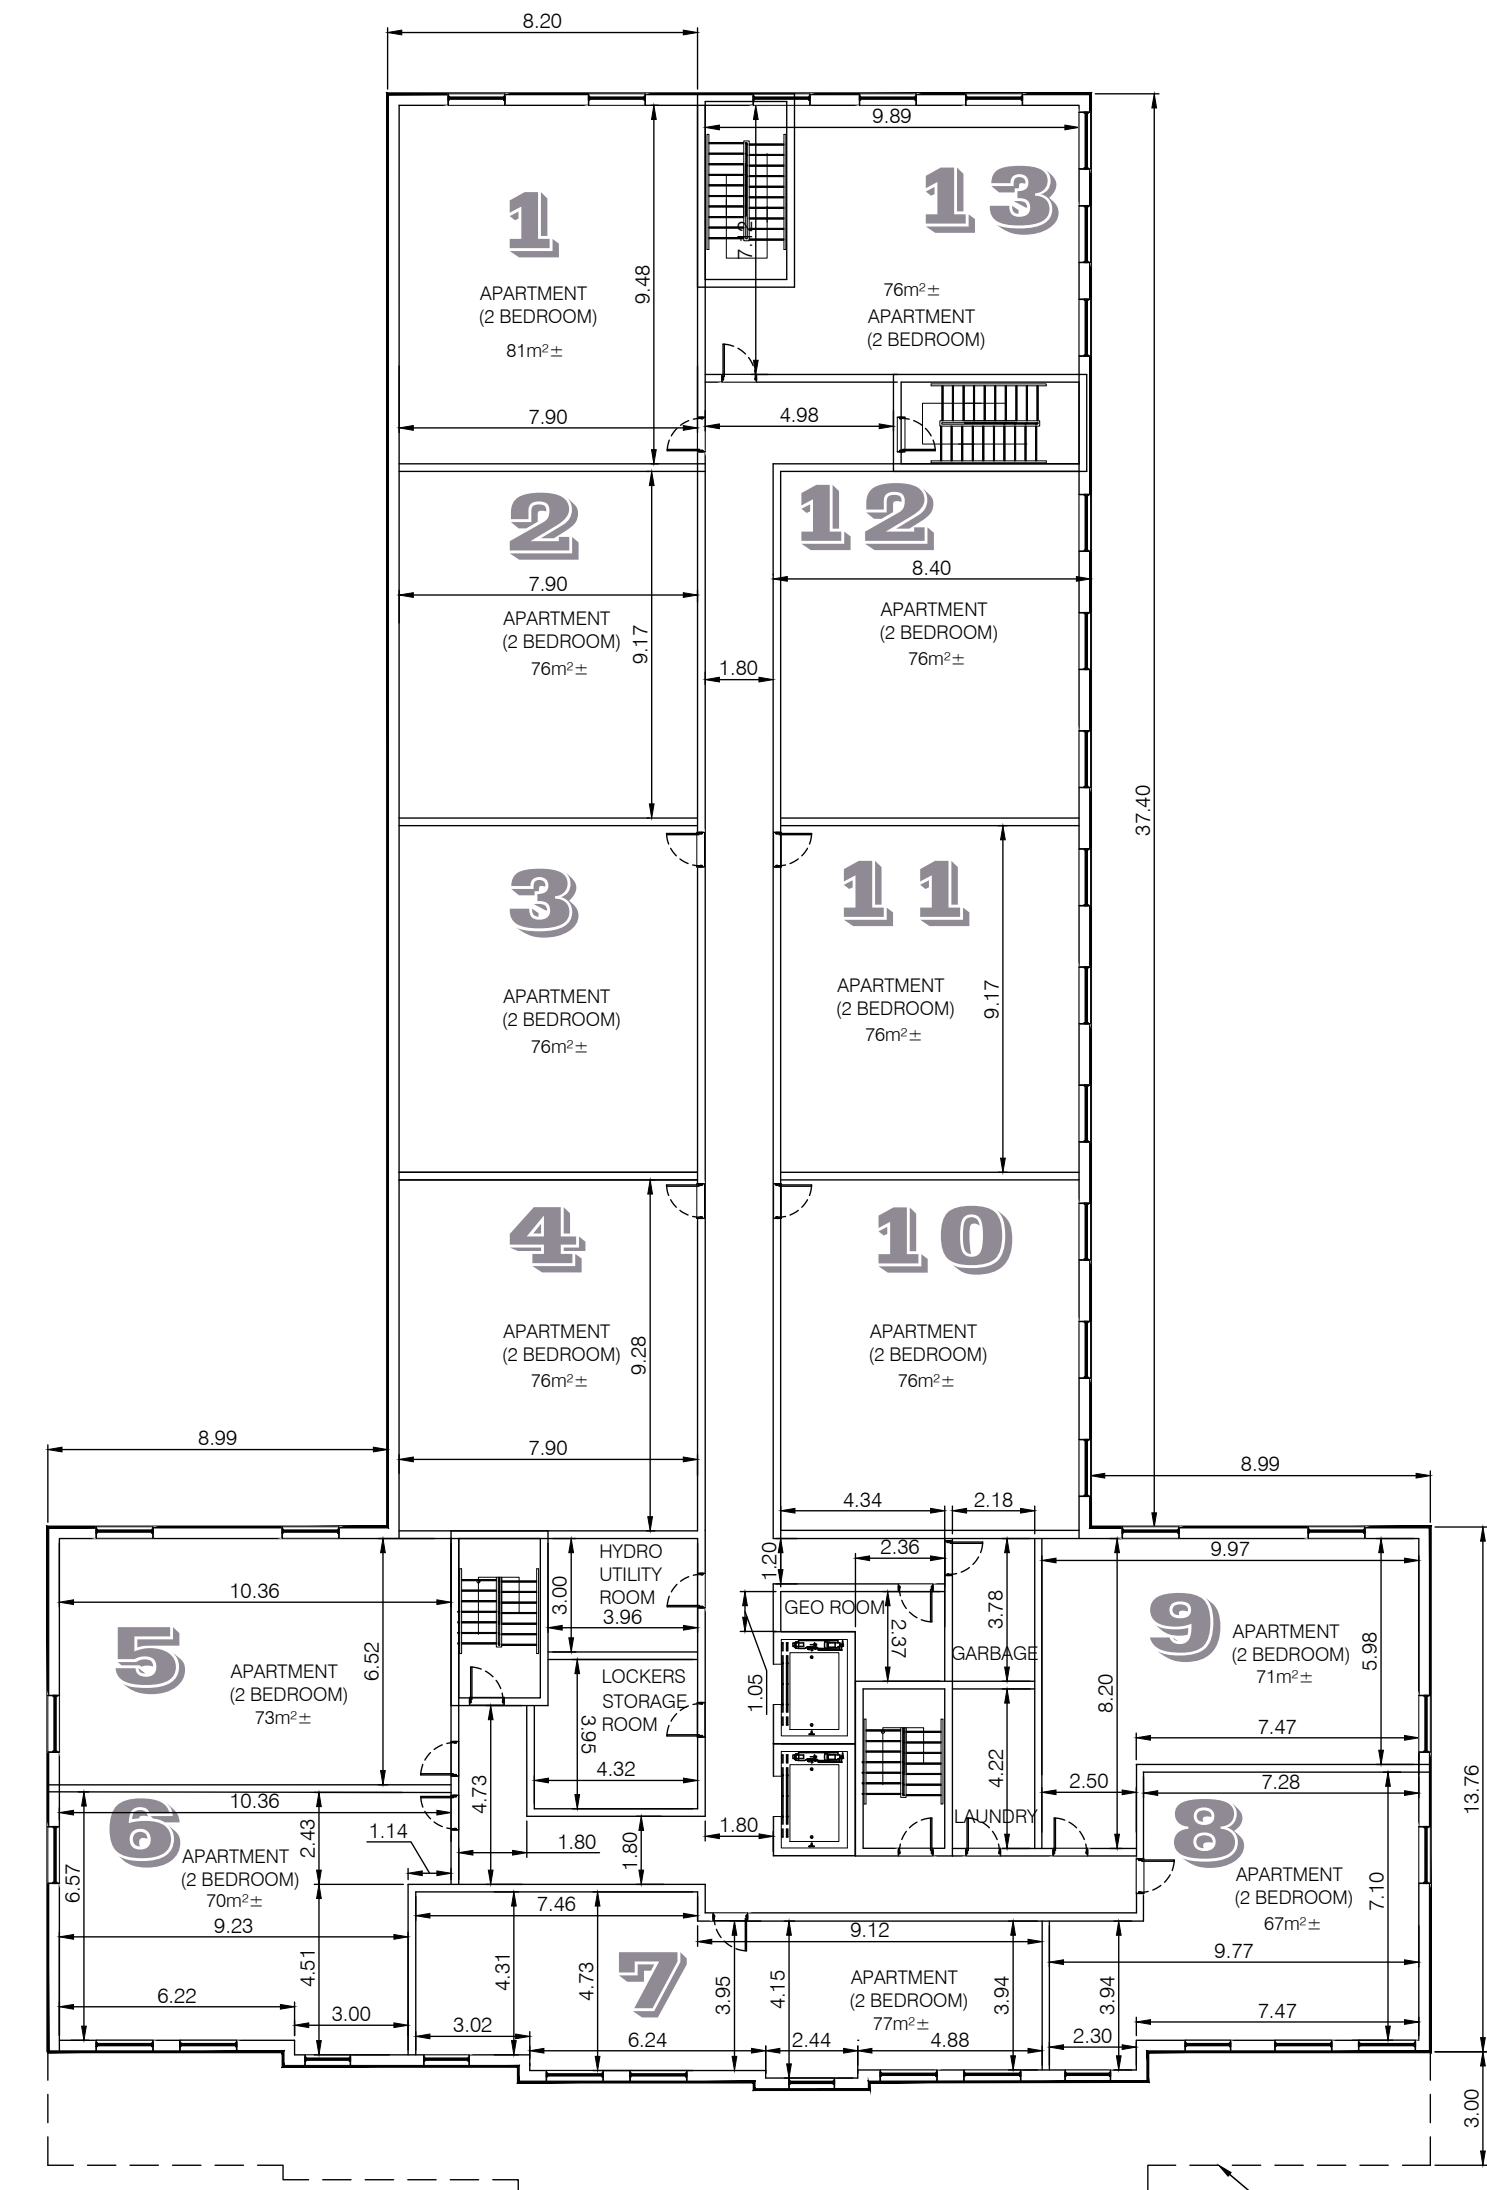 8.20
9.89
1
13
9.48
7.
APARTMENT
(2 BEDROOM)
81m²±
76m²±
APARTMENT
(2 BEDROOM)
7.90
4.98
2
12
7.90
8.40
APARTMENT
(2 BEDROOM)
76m²±
9.17
APARTMENT
(2 BEDROOM)
76m²±
1.80
37.40
3
11
APARTMENT
(2 BEDROOM)
76m²±
APARTMENT
(2 BEDROOM)
76m²±
9.17
4
10
APARTMENT
(2 BEDROOM)
76m²±
9.28
APARTMENT
(2 BEDROOM)
76m²±
7.90
8.99
8.99
4.34
2.18
10.36
5
6.52
APARTMENT
(2 BEDROOM)
73m²±
3.00
HYDRO
UTILITY
ROOM
3.96
LOCKERS
STORAGE
ROOM
3.95
4.32
4.73
1.20
2.36
GEO ROOM
2.37
1.05
3.78
GARBAGE
4.22
LAUNDRY
9.97
9
APARTMENT
(2 BEDROOM)
71m²±
5.98
8.20
7.47
2.50
7.28
13.76
10.36
6
1.14
2.43
APARTMENT
(2 BEDROOM)
70m²±
6.57
9.23
4.51
6.22
3.00
1.80
1.80
1.80
8
APARTMENT
(2 BEDROOM)
67m²±
7.10
9.77
7.47
3.94
2.30
7.46
9.12
4.31
4.73
7
3.95
4.15
APARTMENT
(2 BEDROOM)
77m²±
3.94
3.02
6.24
2.44
4.88
3.00